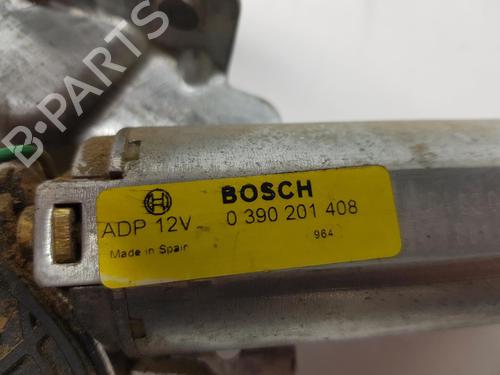 B-PARTS
BOSCH
ADP 12V 0 390 201 408
Made in Spain 964